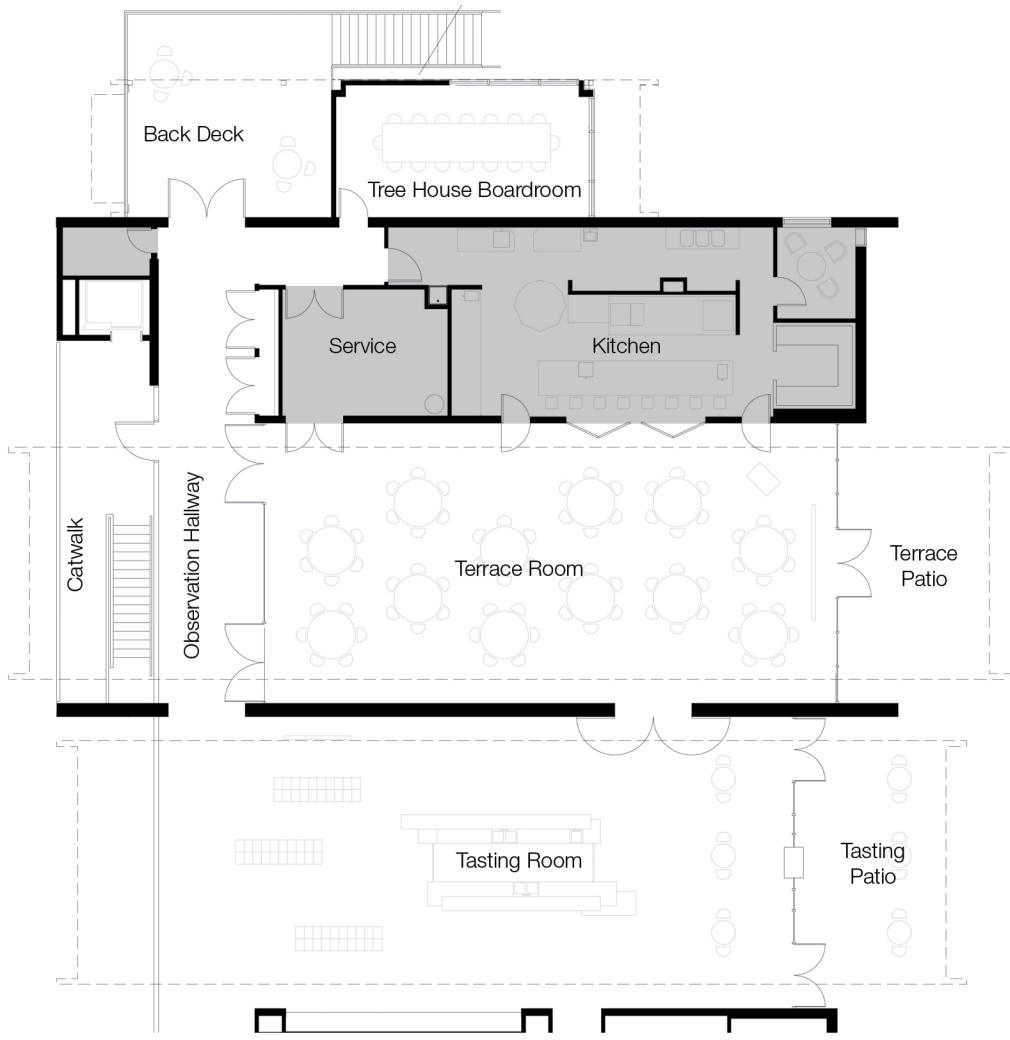 Back Deck
Tree House Boardroom
Service
Kitchen
Catwalk
Observation Hallway
Terrace Room
Terrace
Patio
Tasting Room
Tasting
Patio